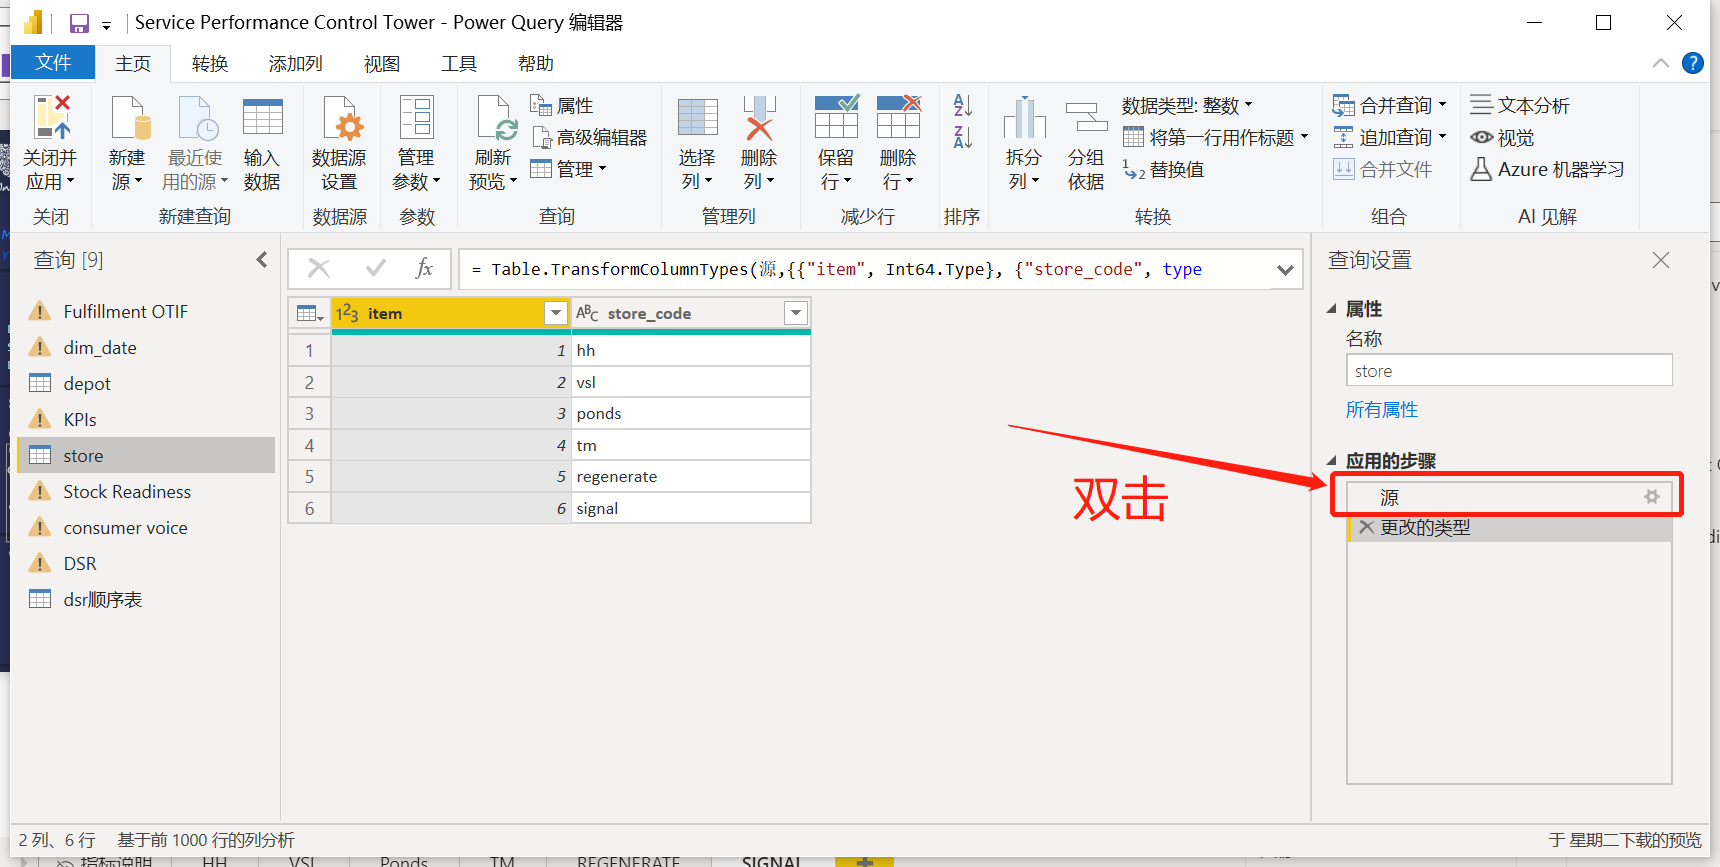 Service Performance Control Tower - Power Query 编辑器
文件 主页 转换 添加列 视图 工具 帮助
关闭并应用
关闭
新建源
最近使用的源
输入数据
新建查询
数据源设置
数据源
管理参数
参数
刷新预览
属性
高级编辑器
管理
查询
选择列
删除列
管理列
保留行
删除行
减少行
排序
拆分列
分组依据
数据类型: 整数
将第一行用作标题
替换值
转换
合并查询
追加查询
合并文件
组合
文本分析
视觉
Azure 机器学习
AI 见解
查询 [9]
Fulfillment OTIF
dim_date
depot
KPIs
store
Stock Readiness
consumer voice
DSR
dsr顺序表
= Table.TransformColumnTypes(源,{{"item", Int64.Type}, {"store_code", type
item store_code
1 1 hh
2 2 vsl
3 3 ponds
4 4 tm
5 5 regenerate
6 6 signal
双击
查询设置
属性
名称
store
所有属性
应用的步骤
源
更改的类型
2 列、6 行 基于前 1000 行的列分析
于 星期二下载的预览
指标说明 HH VSL Ponds TM REGENERATE SIGNAL